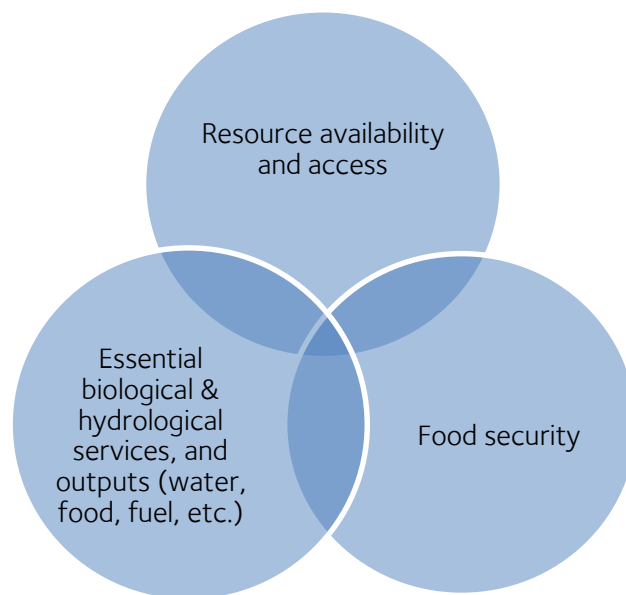 Resource availability
and access
Essential
biological &
hydrological
services, and
outputs (water,
food, fuel, etc.)
Food security